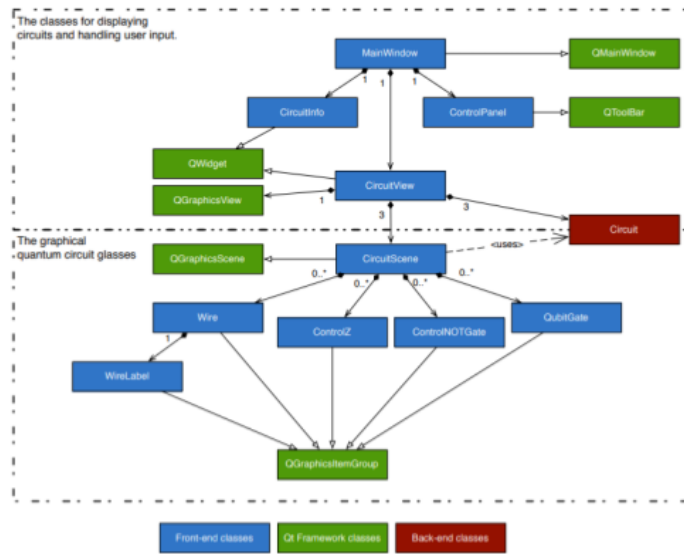 The classes for displaying
circuits and handling user input.
MainWindow
QMainWindow
1
1
1
CircuitInfo
ControlPanel
QToolBar
QWidget
CircuitView
QGraphicsView
1
3
3
Circuit
The graphical
quantum circuit glasses
<uses>
QGraphicsScene
CircuitScene
0..*
0..*
0..*
0..*
Wire
ControlZ
ControlNOTGate
QubitGate
1
WireLabel
QGraphicsItemGroup
Front-end classes
Qt Framework classes
Back-end classes